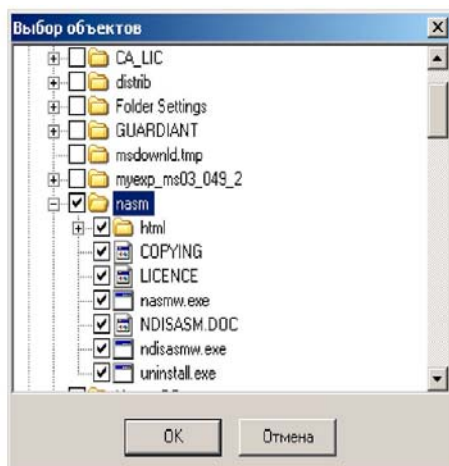 Выбор объектов
CA_LIC
distrib
Folder Settings
GUARDIANT
msdownld.tmp
myexp_ms03_049_2
nasm
html
COPYING
LICENCE
nasmw.exe
NDISASM.DOC
ndisasmw.exe
uninstall.exe
OK
Отмена